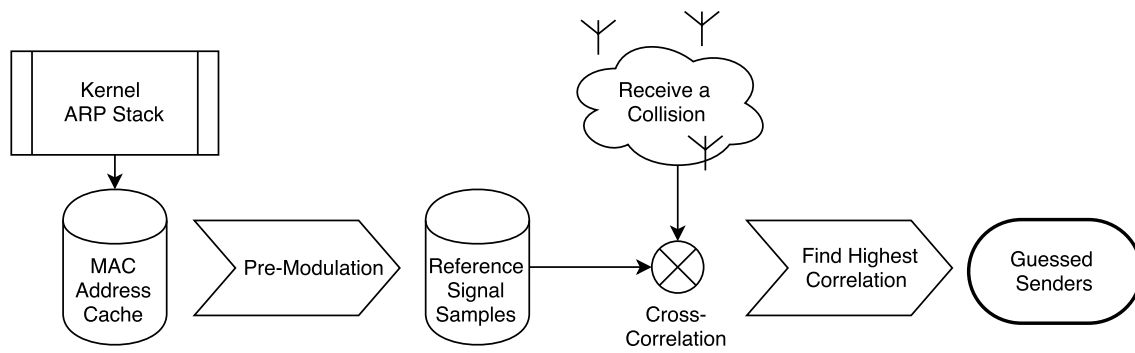 Kernel
ARP Stack
Receive a
Collision
MAC
Address
Cache
Pre-Modulation
Reference
Signal
Samples
Cross-
Correlation
Find Highest
Correlation
Guessed
Senders